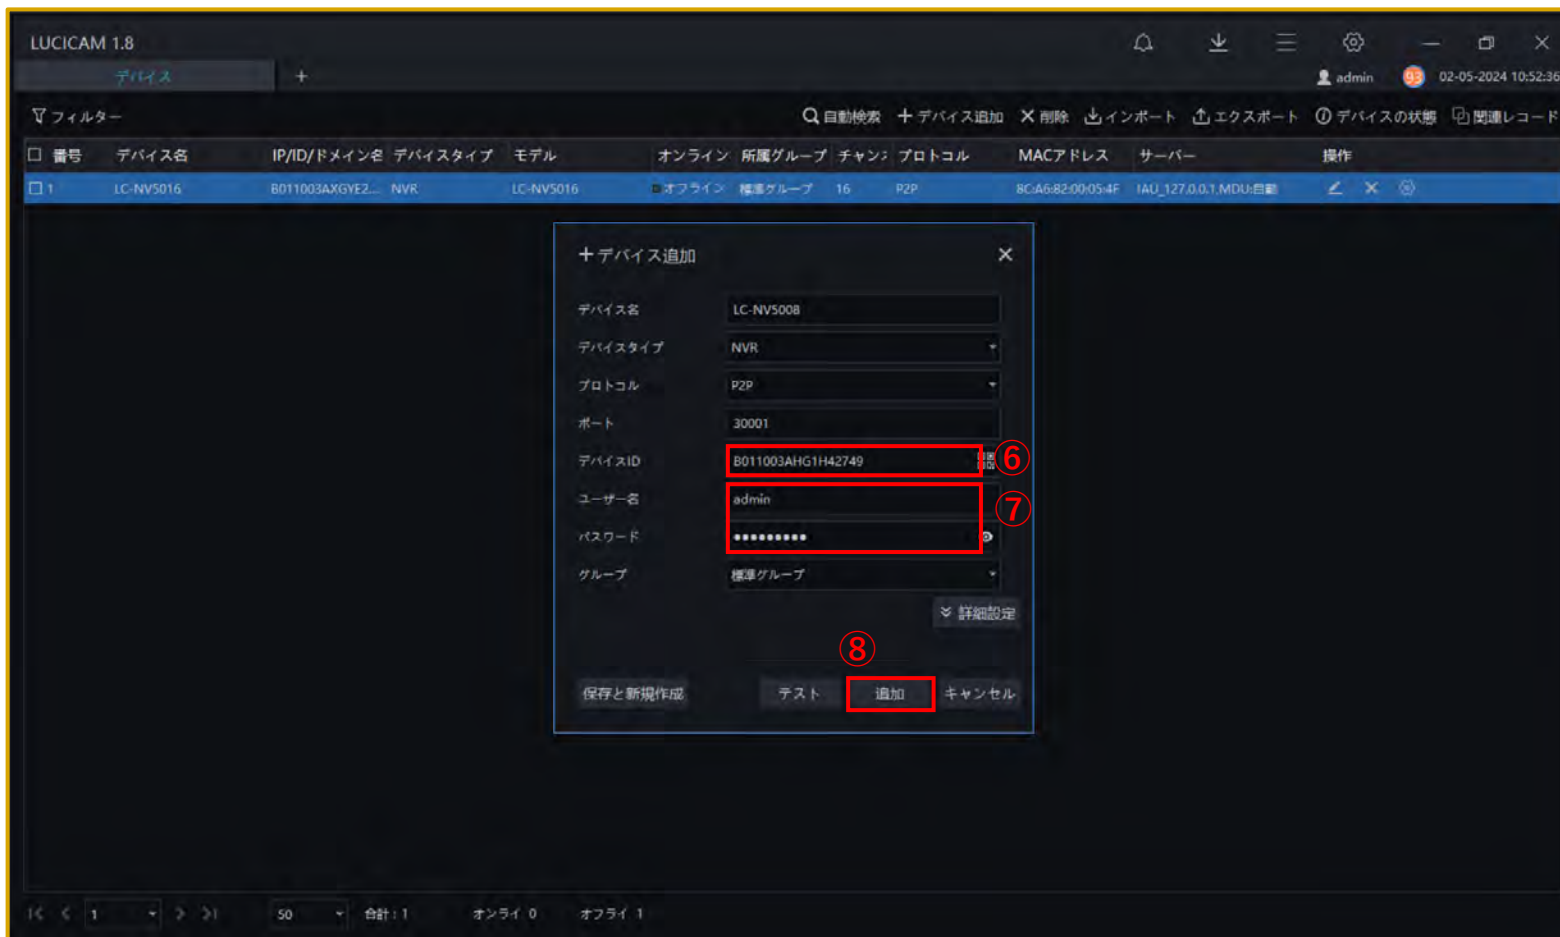 LUCICAM 1.8
デバイス +
admin 93 02-05-2024 10:52:36
フィルター 自動検索 デバイス追加 削除 インポート エクスポート デバイスの状態 関連レコード
番号 デバイス名 IP/ID/ドメイン名 デバイスタイプ モデル オンライン 所属グループ チャンネ プロトコル MACアドレス サーバー 操作
1 LC-NV5016 B011003AXGYE2... NVR LC-NV5016 オフライン 標準グループ 16 P2P 8C:A6:82:00:05:4F IAU_127.0.0.1,MDU:自動
+デバイス追加
デバイス名 LC-NV5008
デバイスタイプ NVR
プロトコル P2P
ポート 30001
デバイスID B011003AHG1H42749 ⑥
ユーザー名 admin ⑦
パスワード •••••••••
グループ 標準グループ
詳細設定
⑧
保存と新規作成 テスト 追加 キャンセル
1 50 合計:1 オンライ 0 オフライ 1